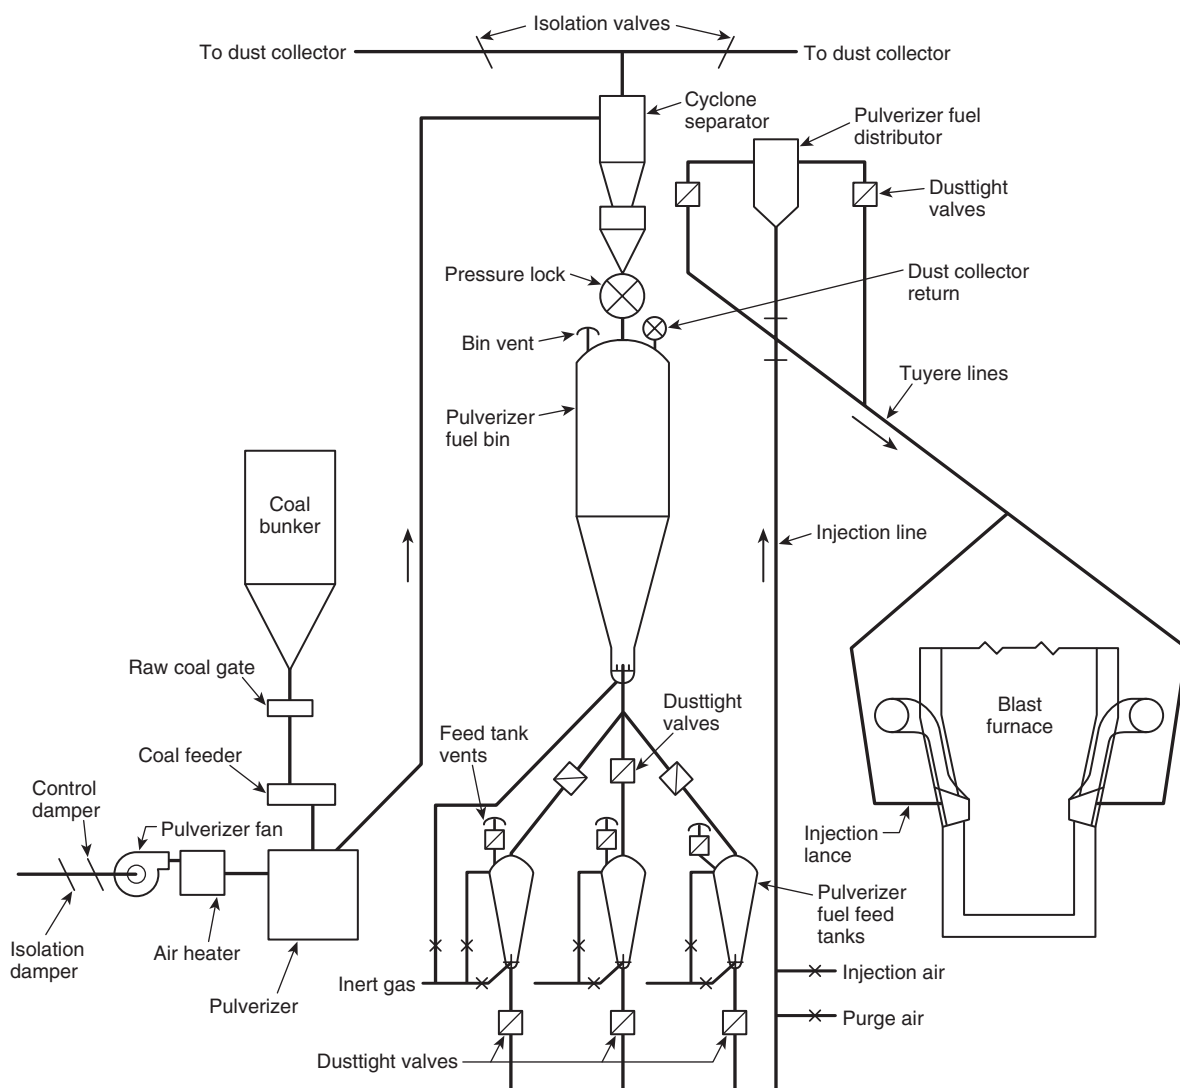 Isolation valves
To dust collector
To dust collector
Cyclone
separator
Pulverizer fuel
distributor
Dusttight
valves
Pressure lock
Dust collector
return
Bin vent
Tuyere lines
Pulverizer
fuel bin
Coal
bunker
Injection line
Raw coal gate
Dusttight
valves
Blast
furnace
Feed tank
vents
Coal feeder
Control
damper
Pulverizer fan
Injection
lance
Pulverizer
fuel feed
tanks
Isolation
damper
Air heater
Inert gas
Injection air
Pulverizer
Purge air
Dusttight valves